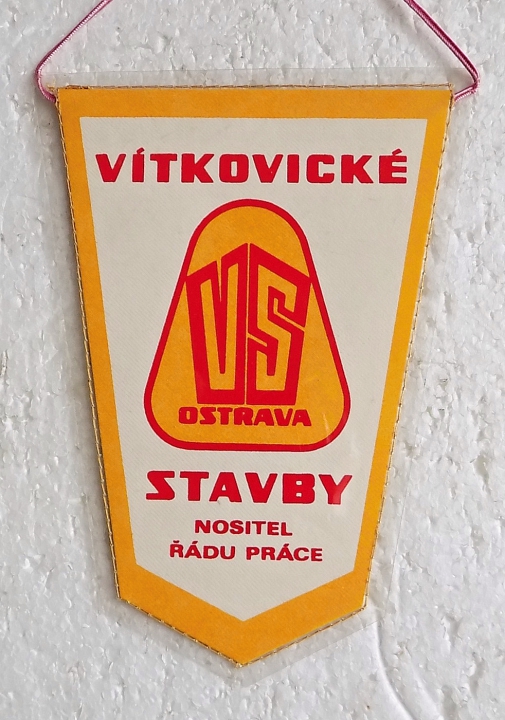 VÍTKOVICKÉ
VS
OSTRAVA
STAVBY
NOSITEL
ŘÁDU PRÁCE